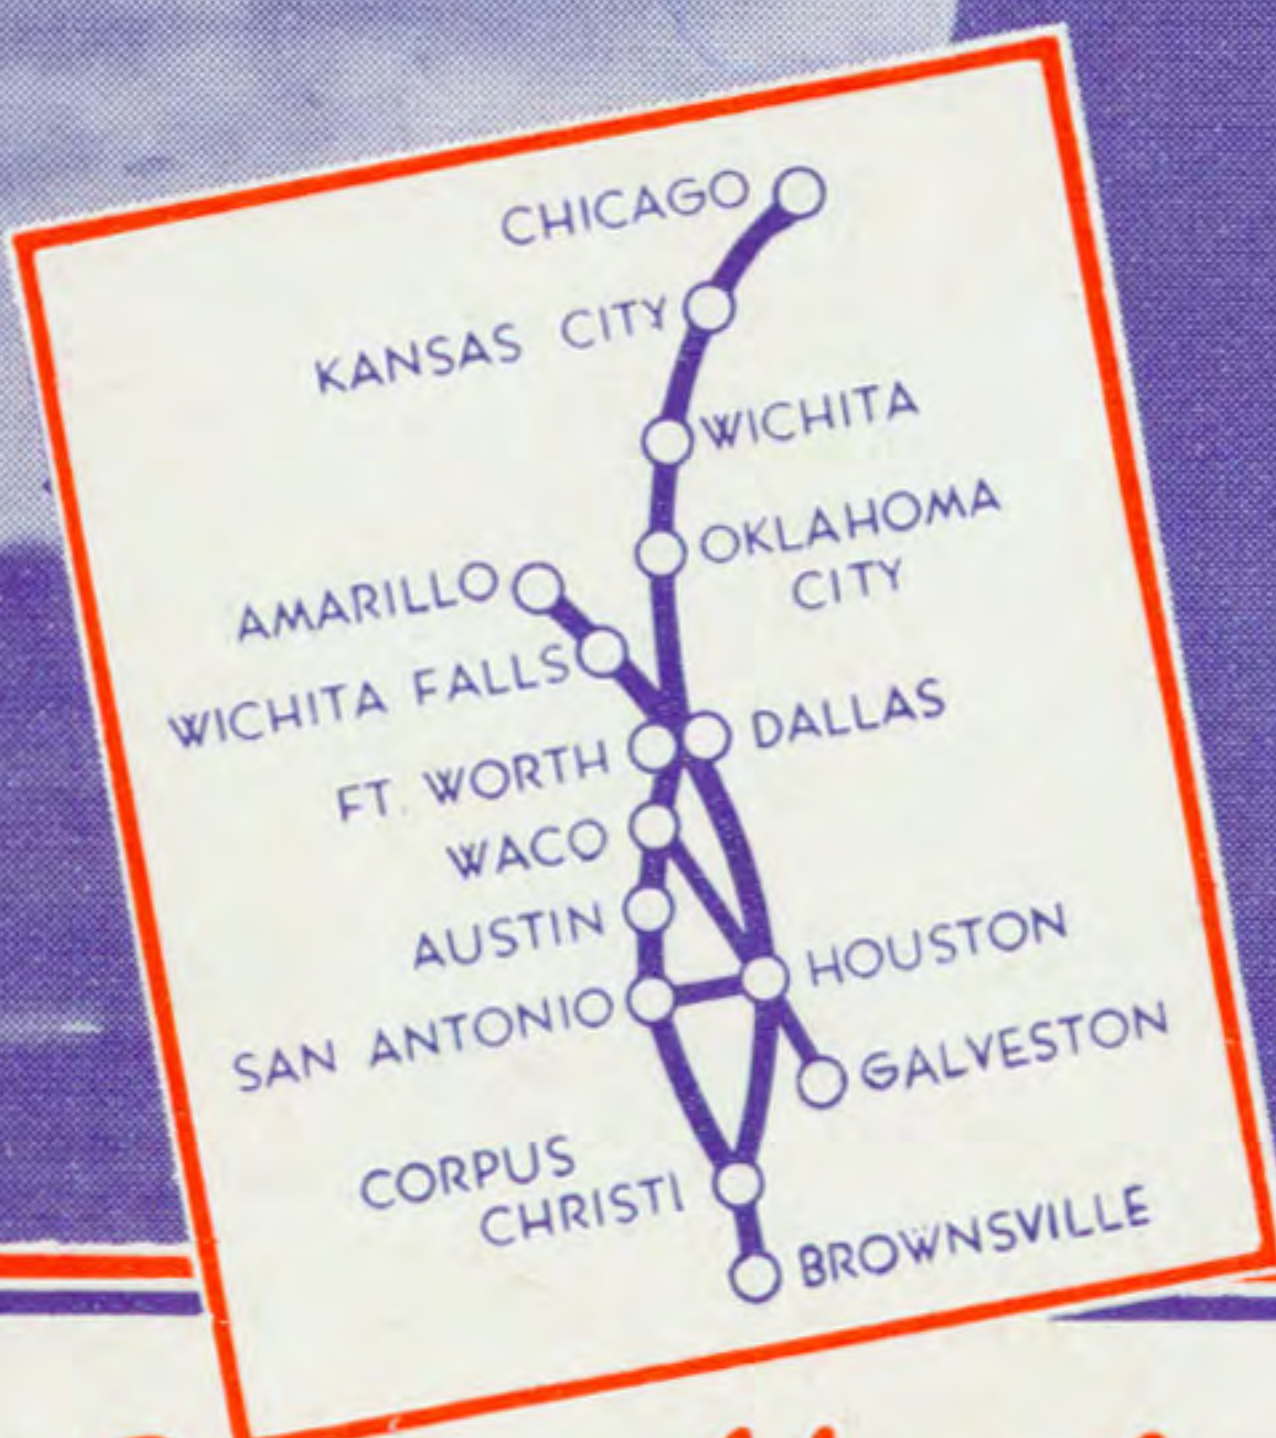 CHICAGO
KANSAS CITY
WICHITA
OKLAHOMA
CITY
AMARILLO
WICHITA FALLS
FT. WORTH
DALLAS
WACO
AUSTIN
HOUSTON
SAN ANTONIO
GALVESTON
CORPUS
CHRISTI
BROWNSVILLE